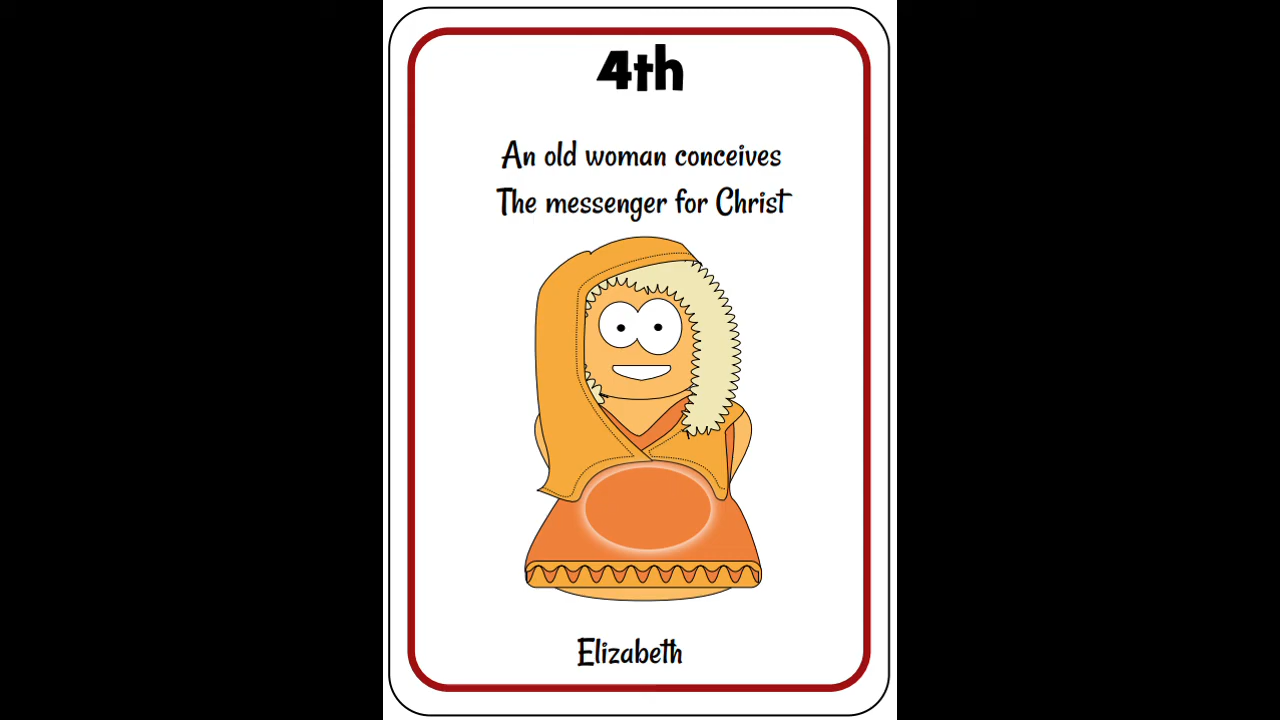 4th
An old woman conceives
The messenger for Christ
Elizabeth